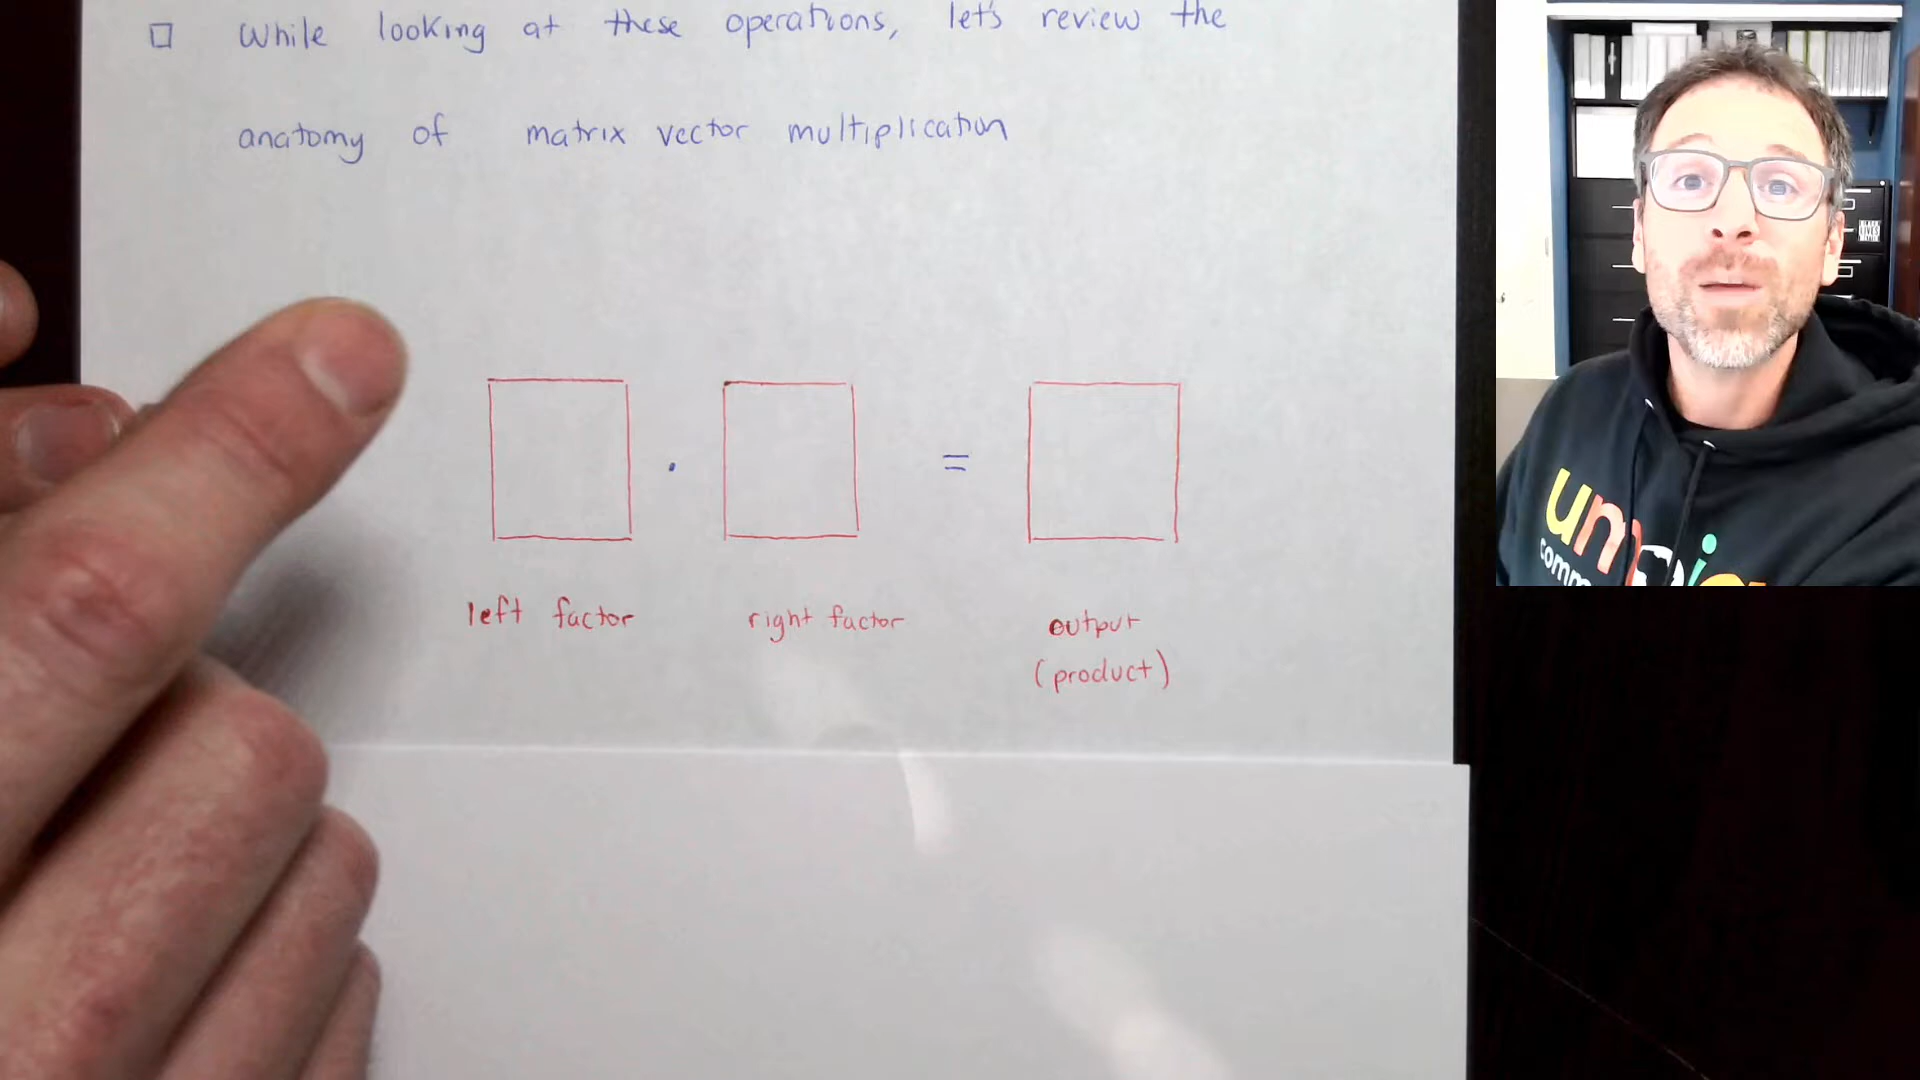 □ While looking at these operations, let's review the
anatomy of matrix vector multiplication
· =
left factor right factor output
(product)